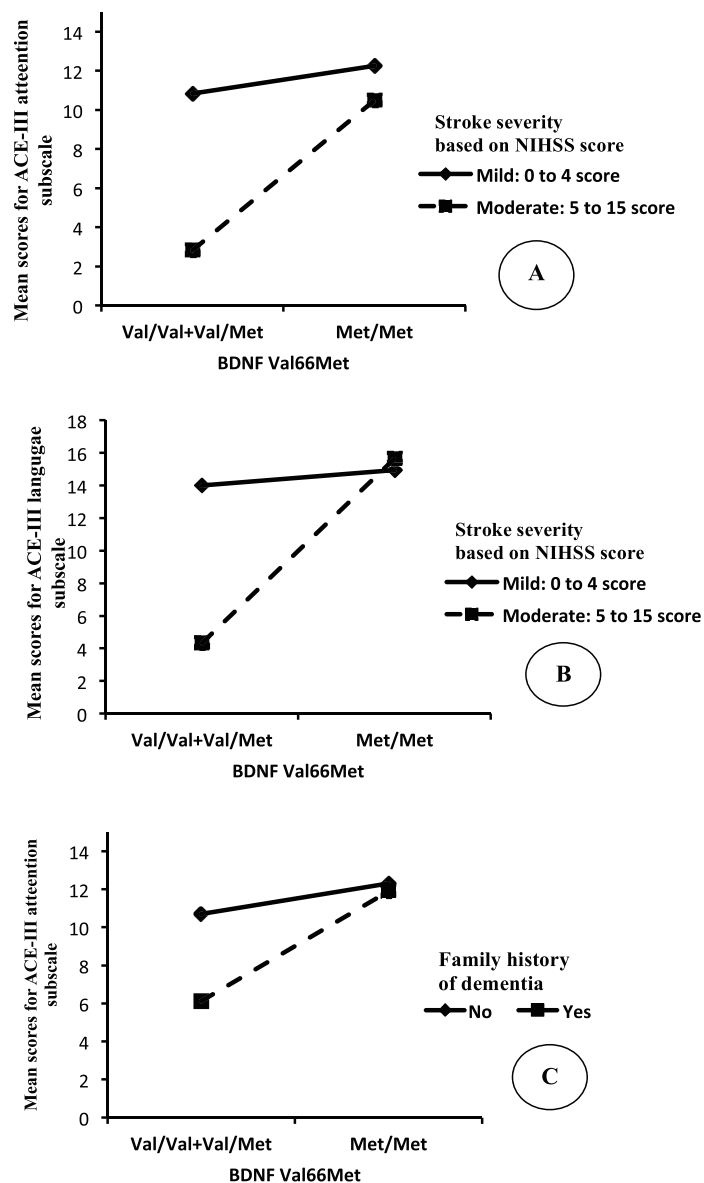 Mean scores for ACE-III atteention
subscale
14
12
10
8
6
4
2
0
Val/Val+Val/Met Met/Met
BDNF Val66Met
Stroke severity
based on NIHSS score
Mild: 0 to 4 score
Moderate: 5 to 15 score
A
Mean scores for ACE-III langugae
subscale
18
16
14
12
10
8
6
4
2
0
Val/Val+Val/Met Met/Met
BDNF Val66Met
Stroke severity
based on NIHSS score
Mild: 0 to 4 score
Moderate: 5 to 15 score
B
Mean scores for ACE-III atteention
subscale
14
12
10
8
6
4
2
0
Val/Val+Val/Met Met/Met
BDNF Val66Met
Family history
of dementia
No Yes
C